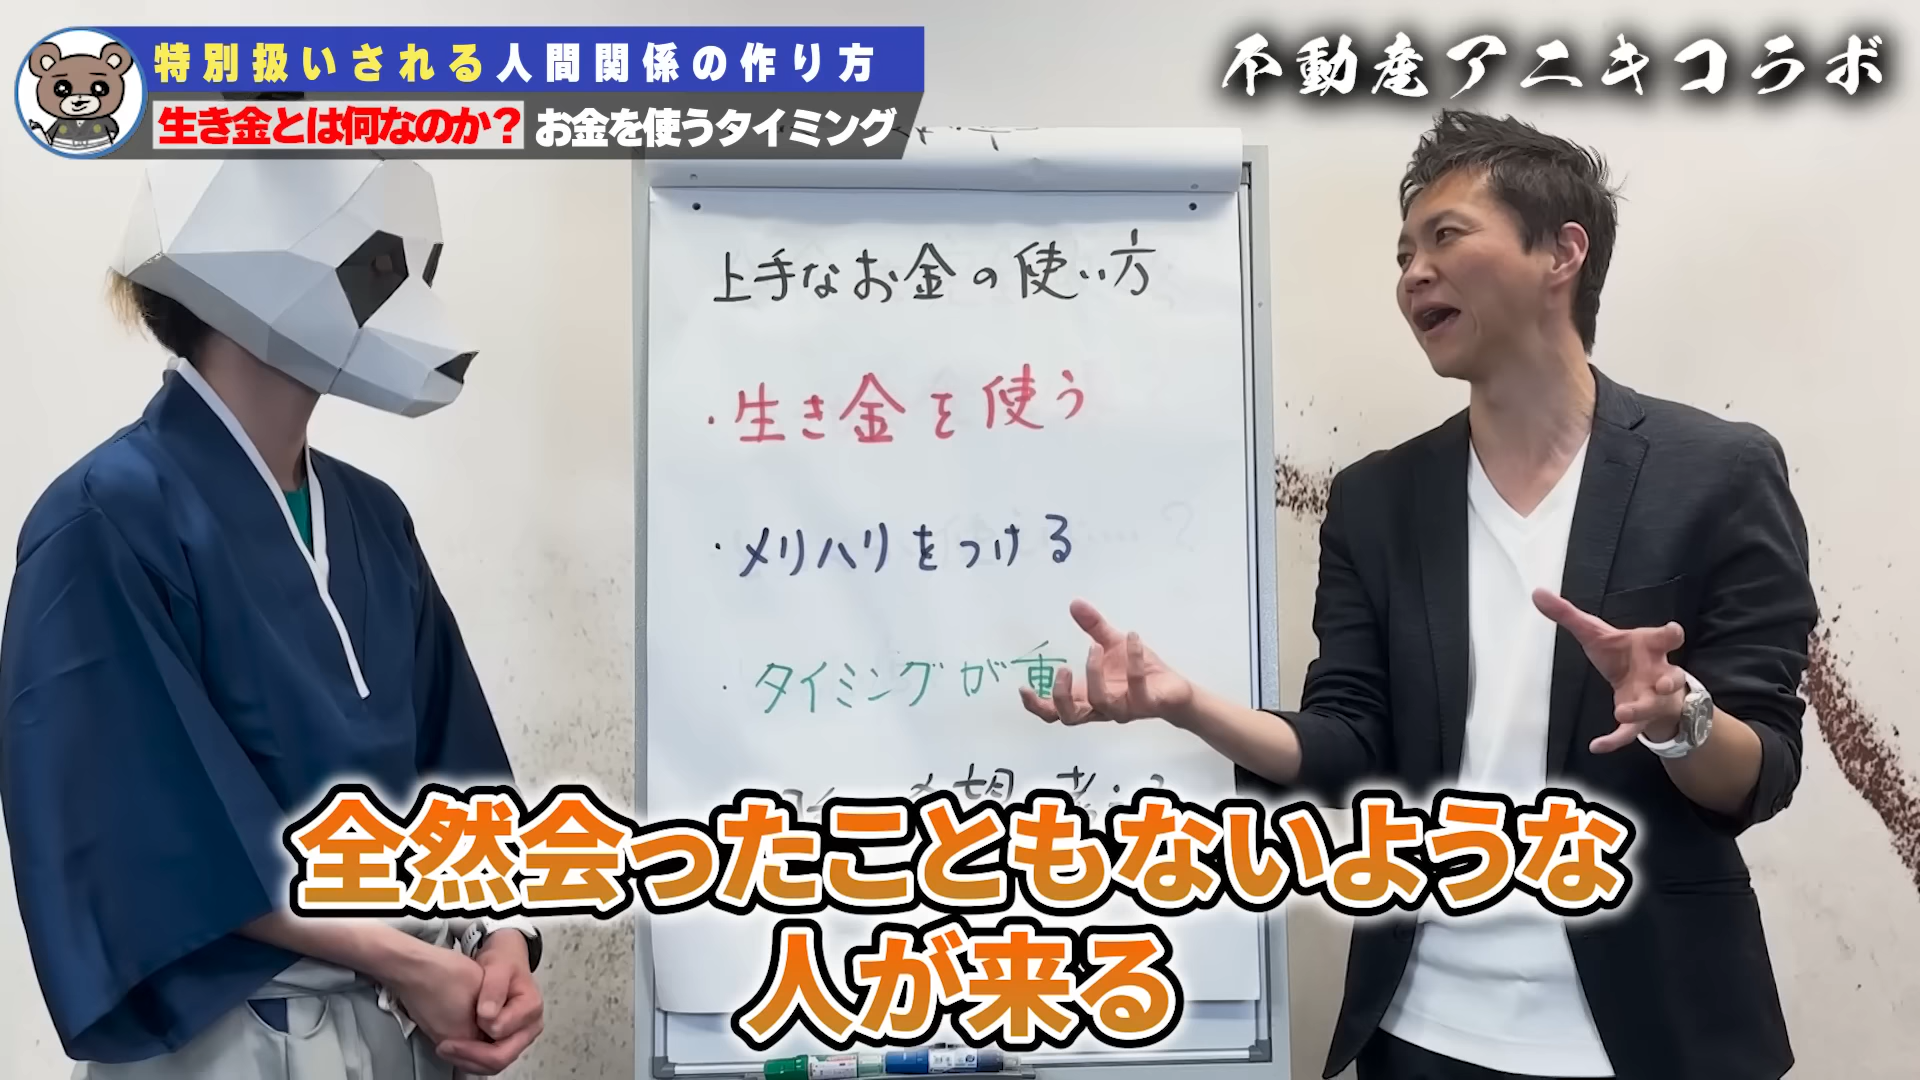 特別扱いされる人間関係の作り方
生き金とは何なのか? お金を使うタイミング
不動産アニキコラボ
上手なお金の使い方
・生き金を使う
・メリハリをつける
・タイミングが重
全然会ったこともないような
人が来る